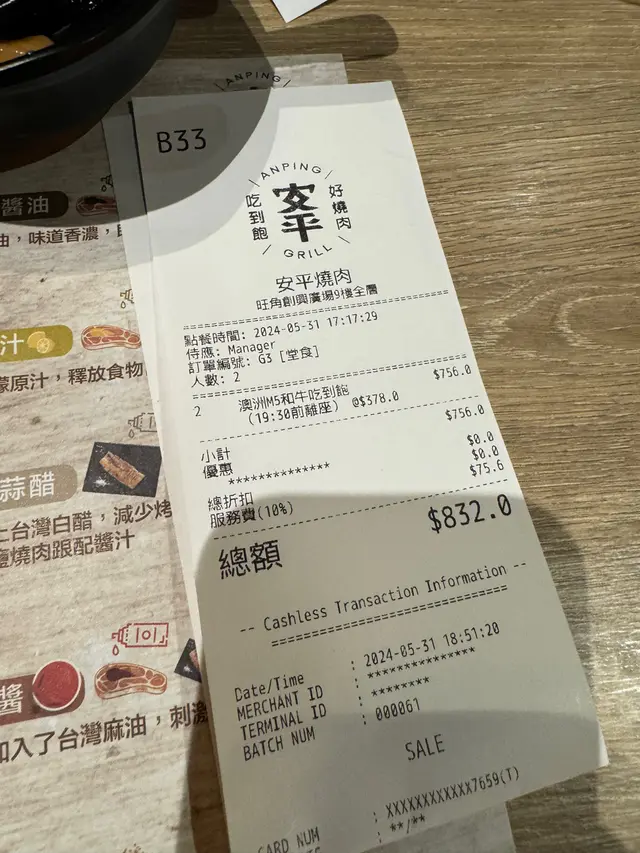 B33
ANPING
吃到飽
安平
好燒肉
GRILL
安平燒肉
旺角創興廣場9樓全層
點餐時間: 2024-05-31 17:17:29
侍應: Manager
訂單編號: G3 [堂食]
人數: 2
2 澳洲M5和牛吃到飽 $756.0
(19:30前離座) @$378.0
小計 $756.0
優惠 $0.0
**************
總折扣 $0.0
服務費(10%) $75.6
總額 $832.0
-- Cashless Transaction Information --
==============================
Date/Time : 2024-05-31 18:51:20
MERCHANT ID : ***************
TERMINAL ID : ********
BATCH NUM : 000061
SALE
CARD NUM : XXXXXXXXXXXX7659(T)
: **/**
ANPING
醬油
油，味道香濃，
汁
檬原汁，釋放食物
蒜醋
上台灣白醋，減少烤
鹽燒肉跟配醬汁
101
醬
加入了台灣麻油，刺激